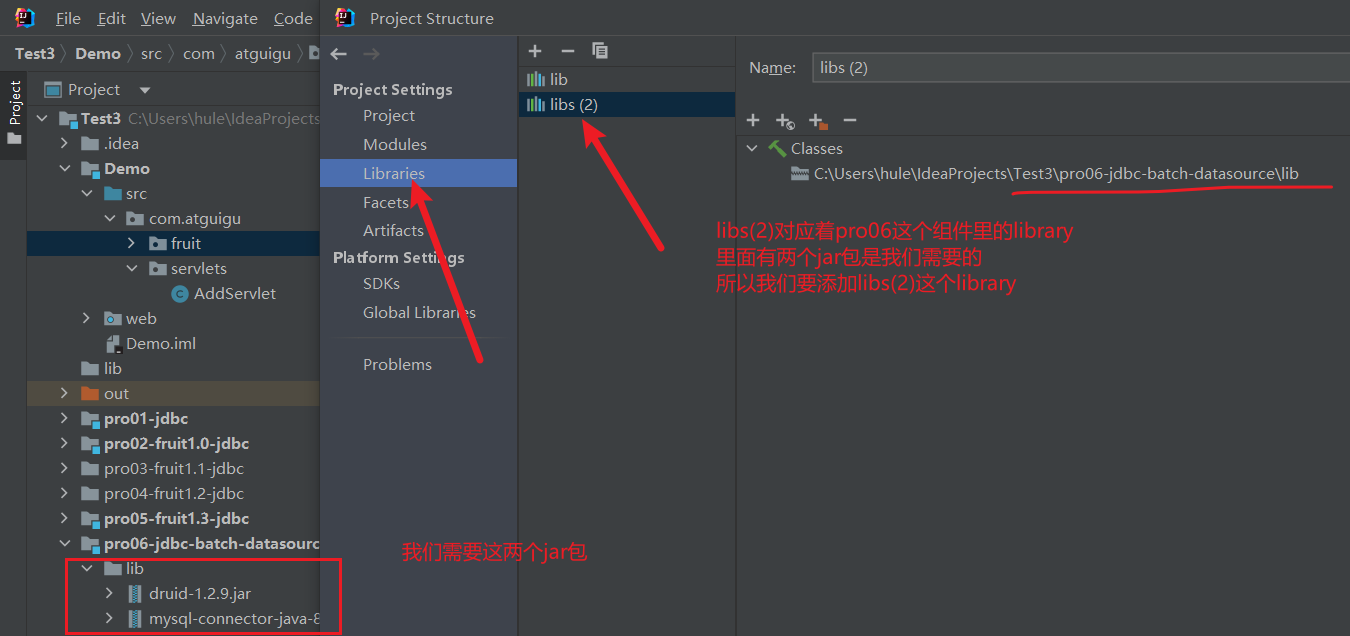 File Edit View Navigate Code
Project Structure
Test3 Demo src com atguigu
Project
Project
Test3 C:\Users\hule\IdeaProjects
.idea
Demo
src
com.atguigu
fruit
servlets
AddServlet
web
Demo.iml
lib
out
pro01-jdbc
pro02-fruit1.0-jdbc
pro03-fruit1.1-jdbc
pro04-fruit1.2-jdbc
pro05-fruit1.3-jdbc
pro06-jdbc-batch-datasourc
lib
druid-1.2.9.jar
mysql-connector-java-8
Project Settings
Project
Modules
Libraries
Facets
Artifacts
Platform Settings
SDKs
Global Libraries
Problems
我们需要这两个jar包
lib
libs (2)
Name: libs (2)
Classes
C:\Users\hule\IdeaProjects\Test3\pro06-jdbc-batch-datasource\lib
libs(2)对应着pro06这个组件里的library
里面有两个jar包是我们需要的
所以我们要添加libs(2)这个library